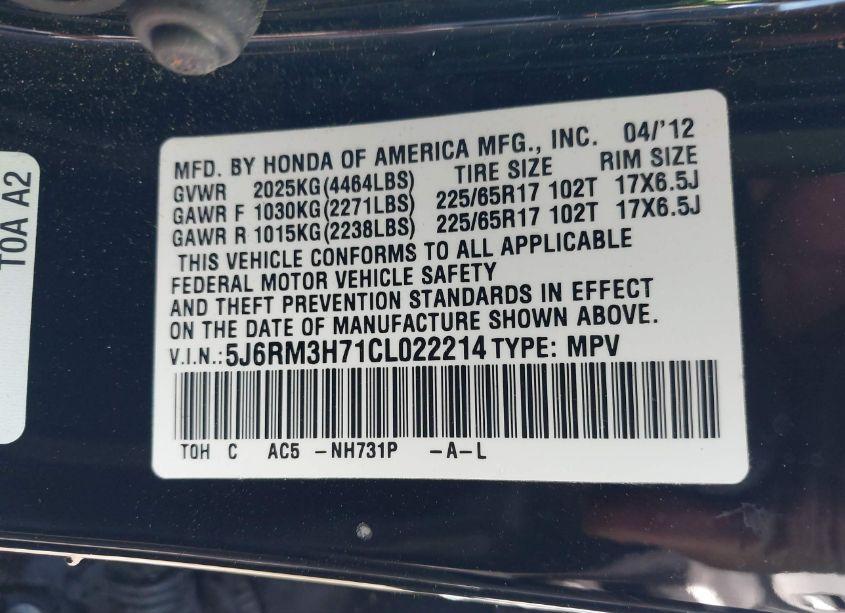 TOA A2
MFD. BY HONDA OF AMERICA MFG., INC. 04/'12
GVWR 2025KG(4464LBS) TIRE SIZE RIM SIZE
GAWR F 1030KG(2271LBS) 225/65R17 102T 17X6.5J
GAWR R 1015KG(2238LBS) 225/65R17 102T 17X6.5J
THIS VEHICLE CONFORMS TO ALL APPLICABLE
FEDERAL MOTOR VEHICLE SAFETY
AND THEFT PREVENTION STANDARDS IN EFFECT
ON THE DATE OF MANUFACTURE SHOWN ABOVE.
V.I.N.:5J6RM3H71CL022214 TYPE: MPV
TOH C AC5 -NH731P -A-L